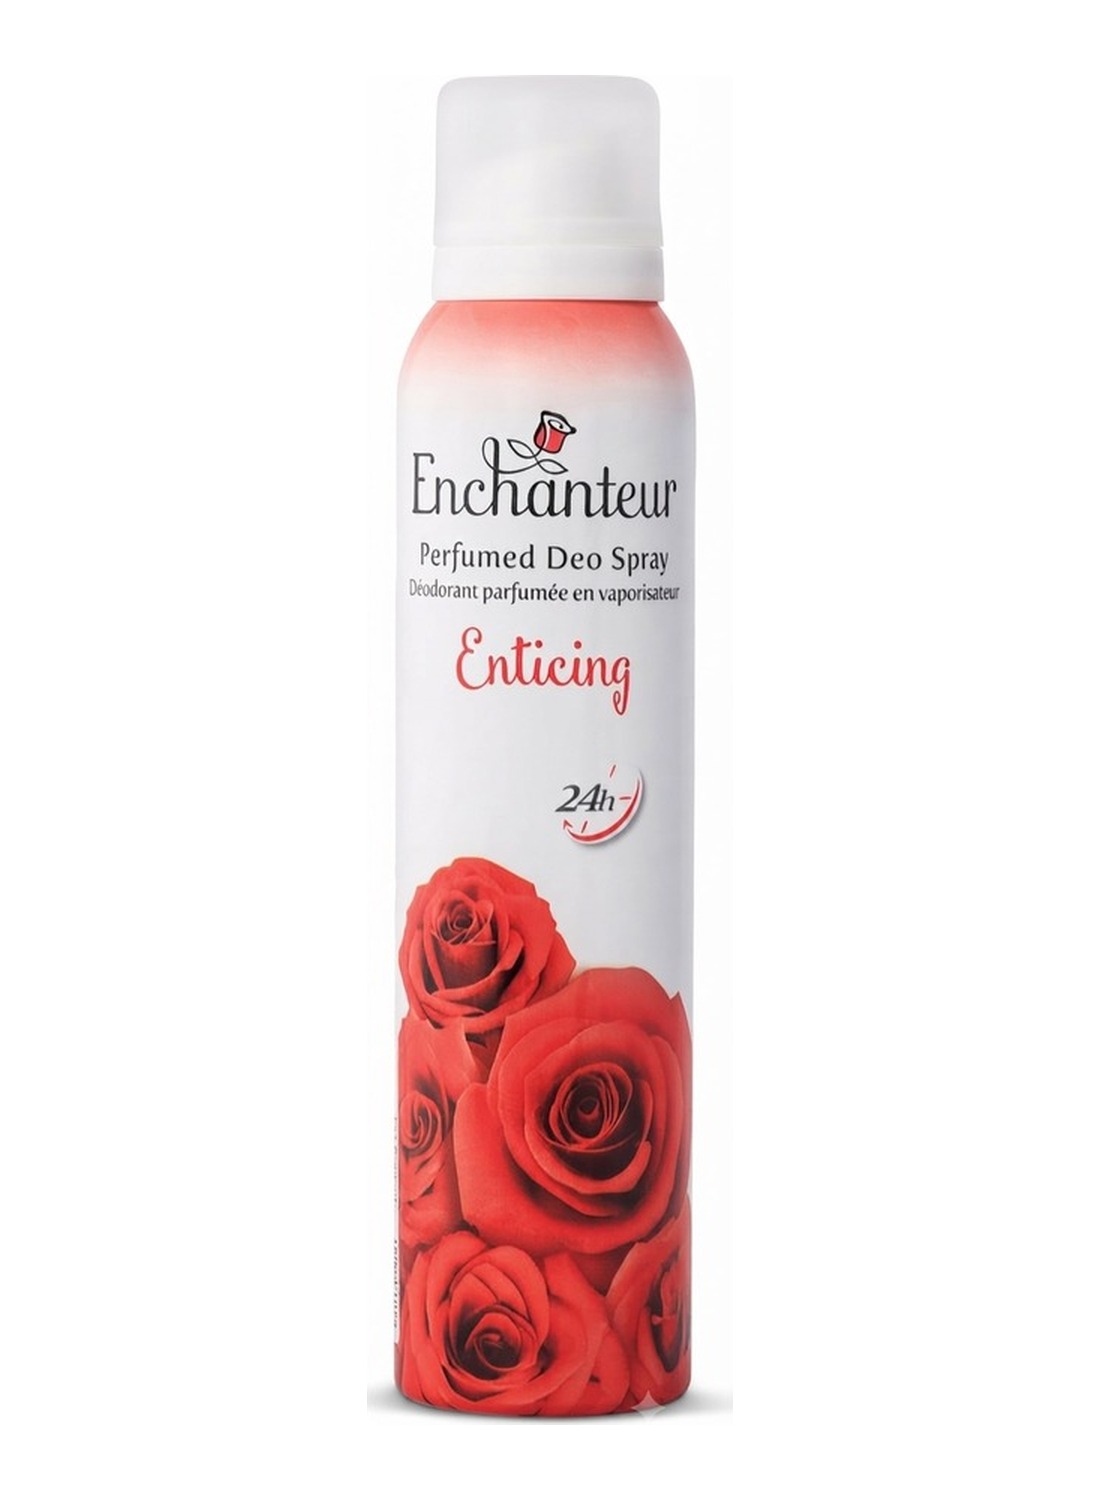 Enchanteur
Perfumed Deo Spray
Déodorant parfumée en vaporisateur
Enticing
24h